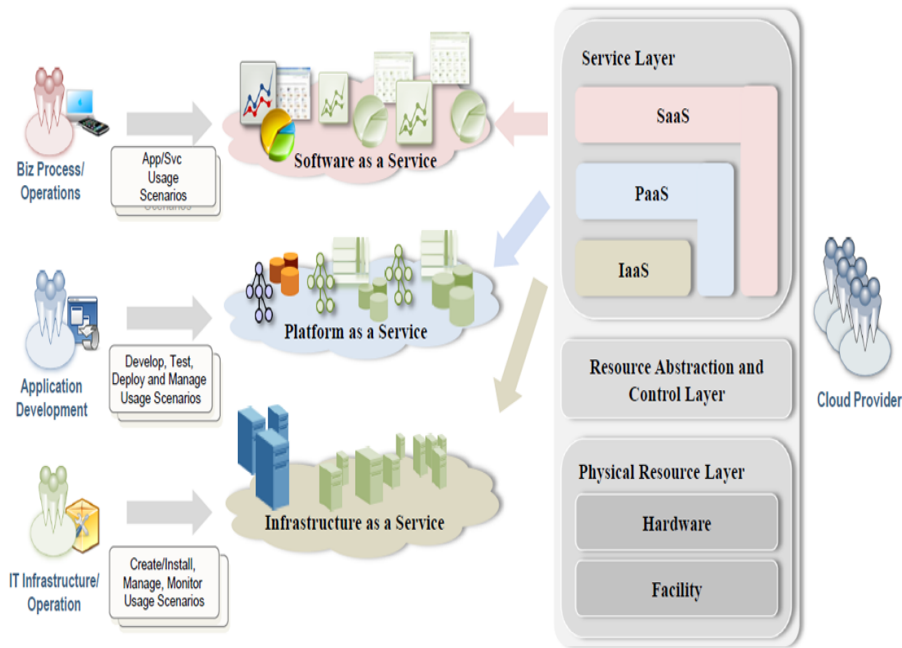 Biz Process/
Operations
App/Svc
Usage
Scenarios
Scenarios
Software as a Service
Application
Development
Develop, Test,
Deploy and Manage
Usage Scenarios
Platform as a Service
IT Infrastructure/
Operation
Create/Install,
Manage, Monitor
Usage Scenarios
Infrastructure as a Service
Service Layer
SaaS
PaaS
IaaS
Resource Abstraction and
Control Layer
Physical Resource Layer
Hardware
Facility
Cloud Provider